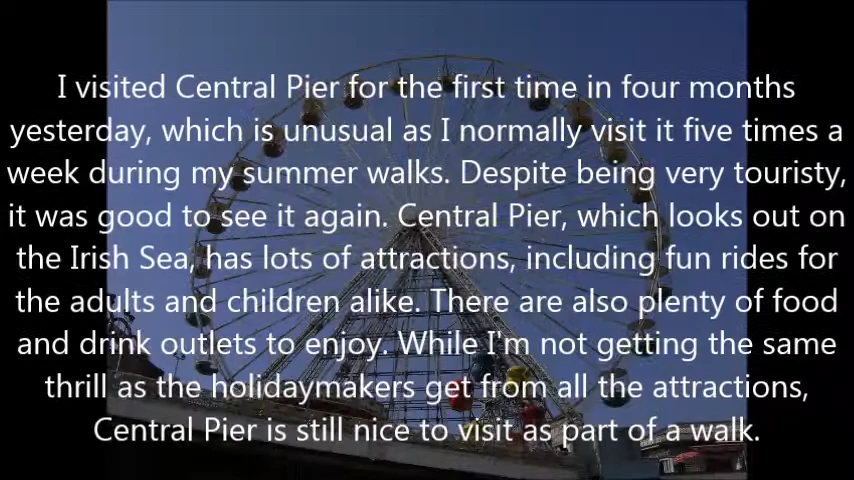 I visited Central Pier for the first time in four months
yesterday, which is unusual as I normally visit it five times a
week during my summer walks. Despite being very touristy,
it was good to see it again. Central Pier, which looks out on
the Irish Sea, has lots of attractions, including fun rides for
the adults and children alike. There are also plenty of food
and drink outlets to enjoy. While I'm not getting the same
thrill as the holidaymakers get from all the attractions,
Central Pier is still nice to visit as part of a walk.